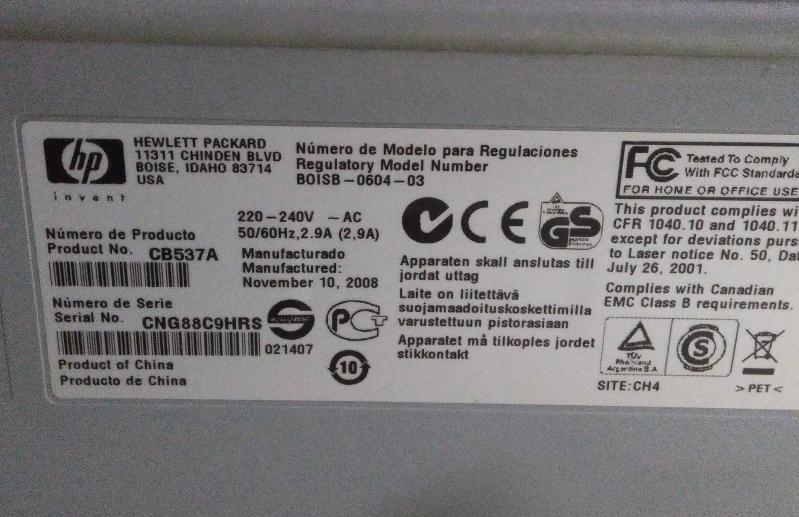 hp
invent
HEWLETT PACKARD
11311 CHINDEN BLVD
BOISE, IDAHO 83714
USA
Número de Modelo para Regulaciones
Regulatory Model Number
BOISB-0604-03
220-240V ~ AC
50/60Hz,2.9A (2,9A)
Número de Producto
Product No. CB537A
Manufacturado
Manufactured:
November 10, 2008
Número de Serie
Serial No. CNG88C9HRS
021407
Product of China
Producto de China
PCT
10
CE
GS
Apparaten skall anslutas till
jordat uttag
Laite on liitettävä
suojamaadoituskoskettimilla
varustettuun pistorasiaan
Apparatet må tilkoples jordet
stikkontakt
FCC
Tested To Comply
With FCC Standards
FOR HOME OR OFFICE USE
This product complies wi
CFR 1040.10 and 1040.11
except for deviations purs
to Laser notice No. 50, Da
July 26, 2001.
Complies with Canadian
EMC Class B requirements.
TÜV
Rheinland
Argentina S.A.
S
SITE:CH4
>PET<